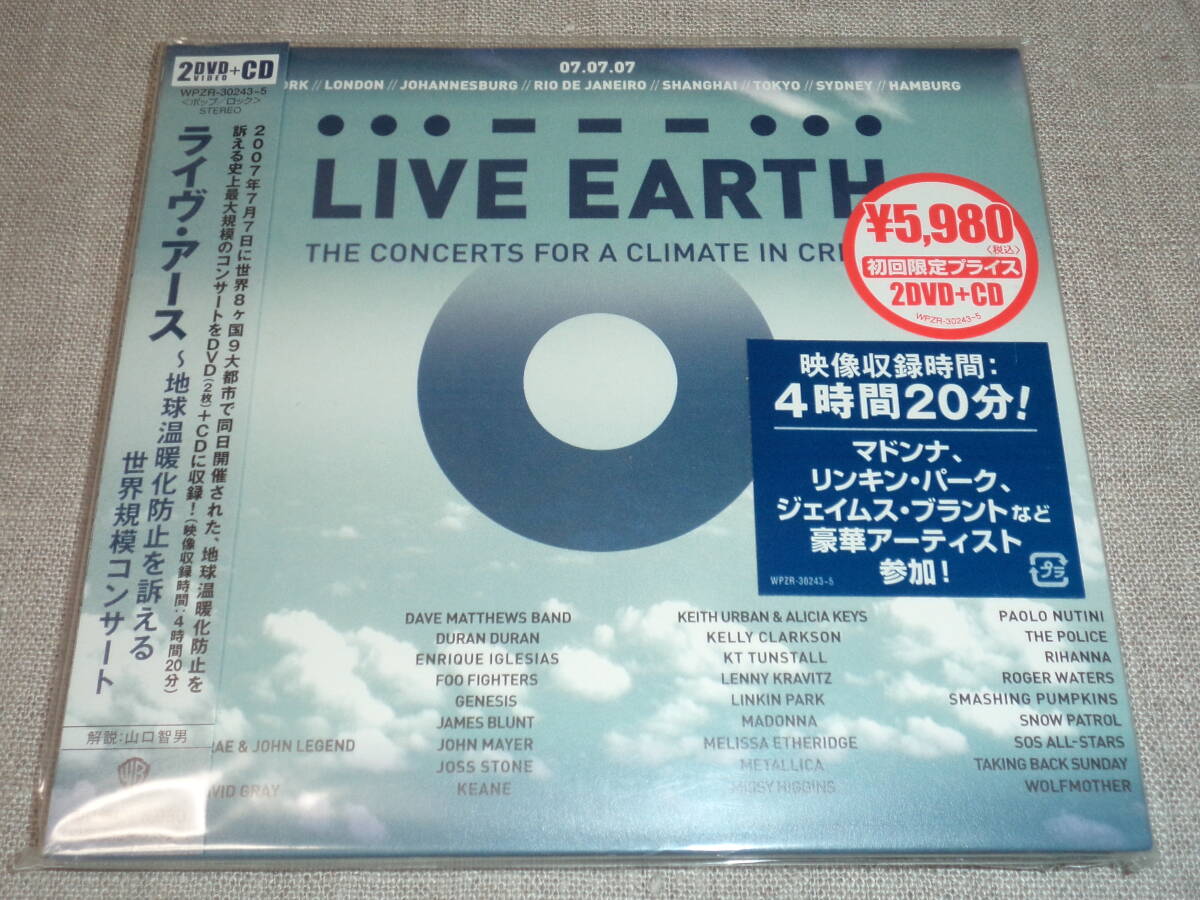 2DVD+CD
VIDEO
WPZR-30243~5
<ポップ/ロック>
STEREO
ライヴ・アース
~地球温暖化防止を訴える
世界規模コンサート
2007年7月7日に世界8ヶ国9大都市で同日開催された、地球温暖化防止を
訴える史上最大規模のコンサートをDVD(2枚)+CDに収録!(映像収録時間:4時間20分)
解説:山口智男
07.07.07
ORK // LONDON // JOHANNESBURG // RIO DE JANEIRO // SHANGHAI // TOKYO // SYDNEY // HAMBURG
LIVE EARTH
THE CONCERTS FOR A CLIMATE IN CRI
¥5,980
<税込>
初回限定プライス
2DVD+CD
WPZR-30243~5
映像収録時間:
4時間20分!
マドンナ、
リンキン・パーク、
ジェイムス・ブラントなど
豪華アーティスト
参加!
WPZR-30243~5
プラ
DAVE MATTHEWS BAND
DURAN DURAN
ENRIQUE IGLESIAS
FOO FIGHTERS
GENESIS
JAMES BLUNT
RAE & JOHN LEGEND
JOHN MAYER
JOSS STONE
VID GRAY
KEANE
KEITH URBAN & ALICIA KEYS
KELLY CLARKSON
KT TUNSTALL
LENNY KRAVITZ
LINKIN PARK
MADONNA
MELISSA ETHERIDGE
METALLICA
MISSY HIGGINS
PAOLO NUTINI
THE POLICE
RIHANNA
ROGER WATERS
SMASHING PUMPKINS
SNOW PATROL
SOS ALL-STARS
TAKING BACK SUNDAY
WOLFMOTHER